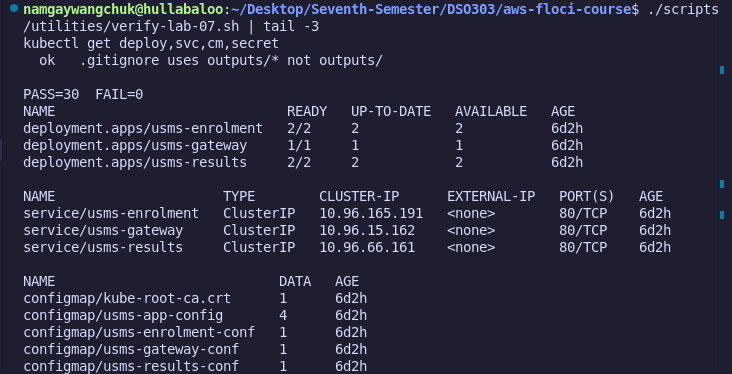 namgaywangchuk@hullabaloo:~/Desktop/Seventh-Semester/DSO303/aws-floci-course$ ./scripts
/utilities/verify-lab-07.sh | tail -3
kubectl get deploy,svc,cm,secret
  ok   .gitignore uses outputs/* not outputs/

PASS=30  FAIL=0
NAME                             READY   UP-TO-DATE   AVAILABLE   AGE
deployment.apps/usms-enrolment   2/2     2            2           6d2h
deployment.apps/usms-gateway     1/1     1            1           6d2h
deployment.apps/usms-results     2/2     2            2           6d2h

NAME                     TYPE        CLUSTER-IP      EXTERNAL-IP   PORT(S)   AGE
service/usms-enrolment   ClusterIP   10.96.165.191   <none>        80/TCP    6d2h
service/usms-gateway     ClusterIP   10.96.15.162    <none>        80/TCP    6d2h
service/usms-results     ClusterIP   10.96.66.161    <none>        80/TCP    6d2h

NAME                            DATA   AGE
configmap/kube-root-ca.crt      1      6d2h
configmap/usms-app-config       4      6d2h
configmap/usms-enrolment-conf   1      6d2h
configmap/usms-gateway-conf     1      6d2h
configmap/usms-results-conf     1      6d2h